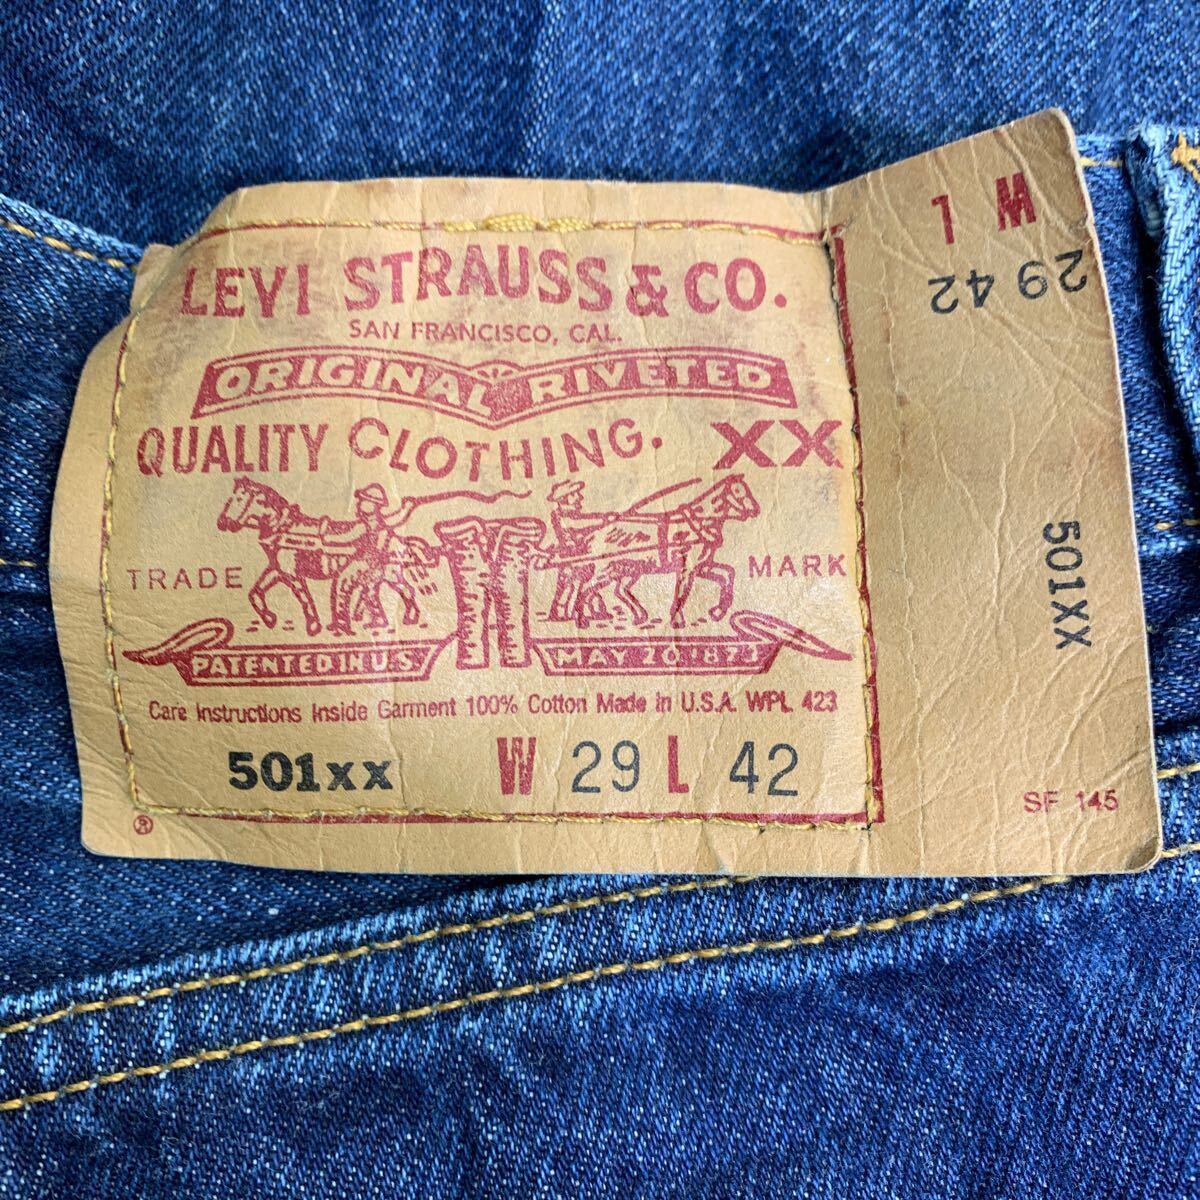 LEVI STRAUSS & CO.
SAN FRANCISCO, CAL.
ORIGINAL RIVETED
QUALITY CLOTHING. XX
TRADE MARK
PATENTED IN U.S. MAY 20 1873
Care Instructions Inside Garment 100% Cotton Made in U.S.A. WPL 423
501xx W 29 L 42
®
1 M
29 42
501XX
SF 145